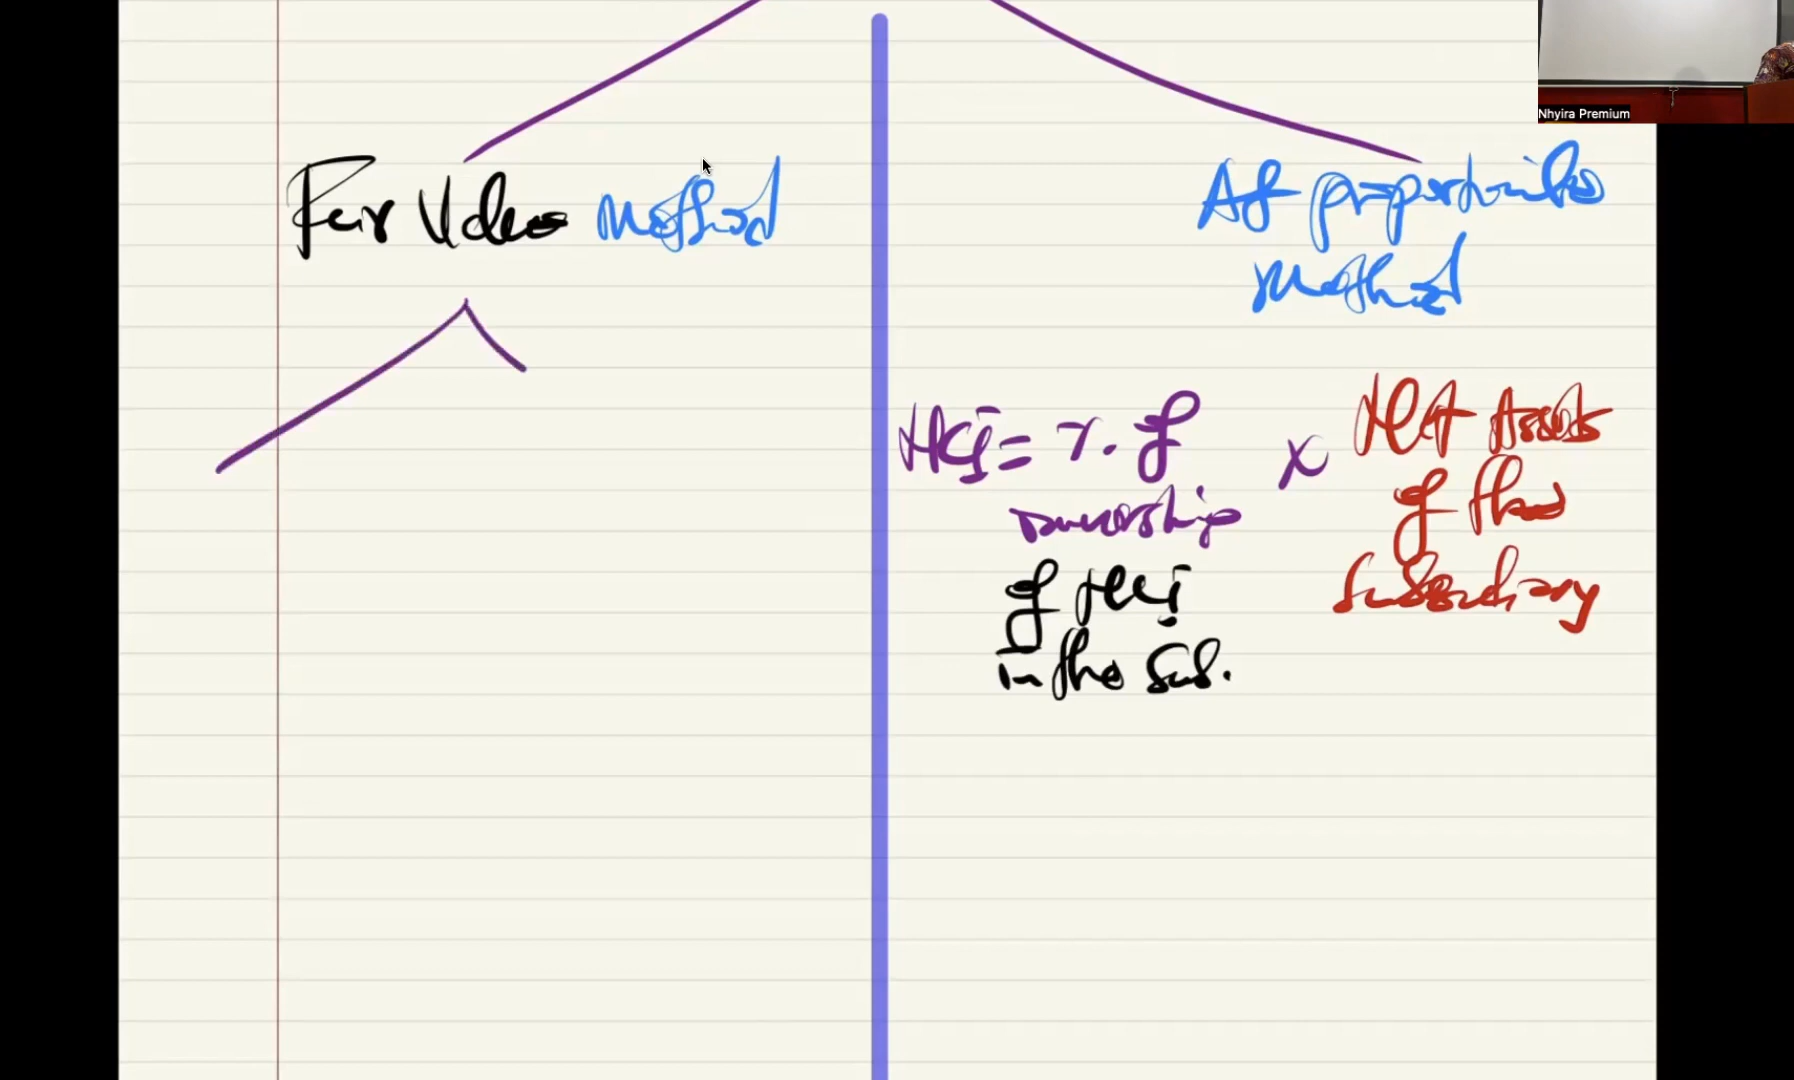 Nhyira Premium
Fair Value Method
At proportionate
Method
NCI = % of
ownership
of NCI
in the Sub.
x
Net Assets
of the
Subsidiary